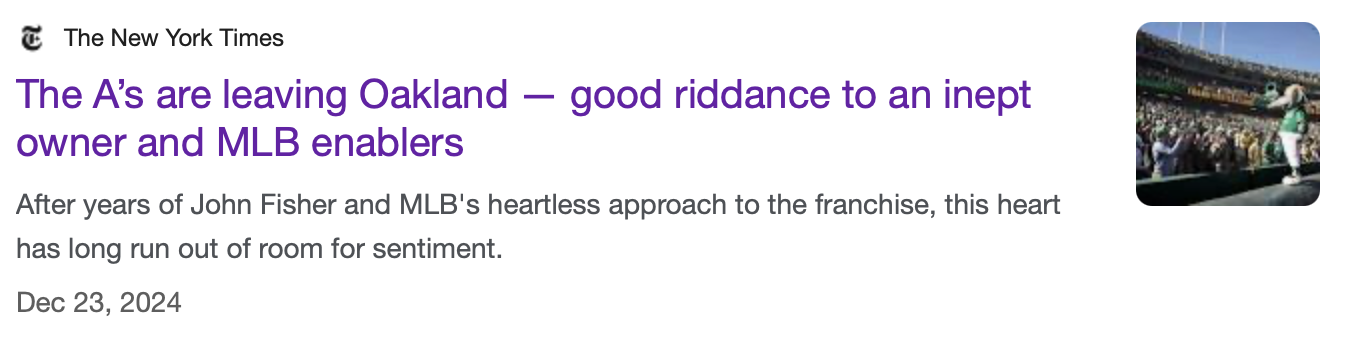 The New York Times
The A’s are leaving Oakland — good riddance to an inept
owner and MLB enablers
After years of John Fisher and MLB's heartless approach to the franchise, this heart
has long run out of room for sentiment.
Dec 23, 2024